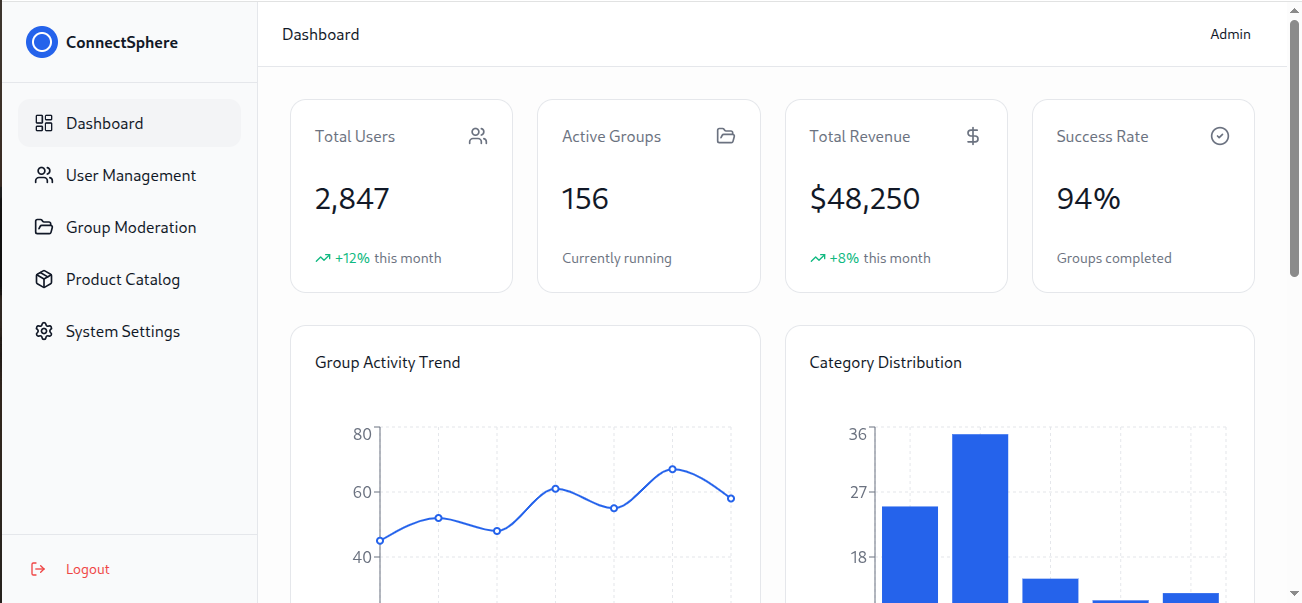 ConnectSphere
Dashboard
User Management
Group Moderation
Product Catalog
System Settings
Logout
Dashboard
Admin
Total Users
2,847
+12% this month
Active Groups
156
Currently running
Total Revenue
$48,250
+8% this month
Success Rate
94%
Groups completed
Group Activity Trend
80
60
40
Category Distribution
36
27
18